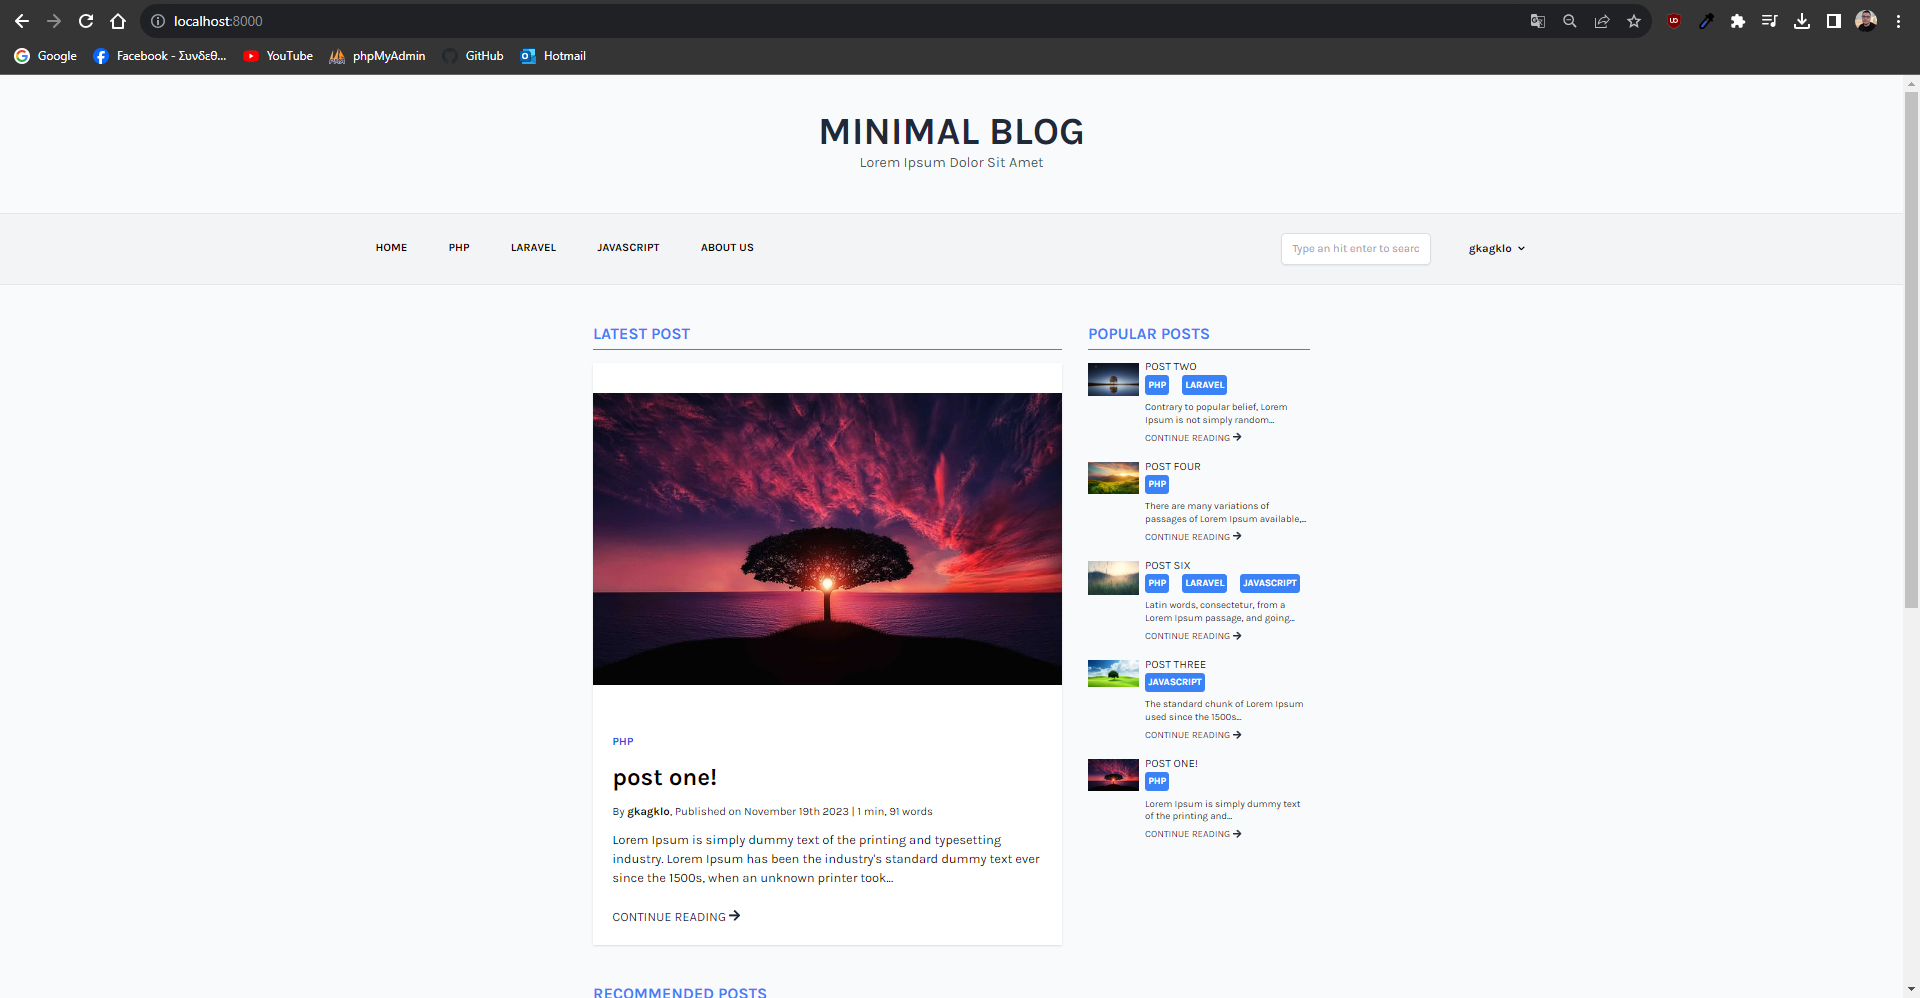 localhost:8000
Google
Facebook - Συνδεθ...
YouTube
phpMyAdmin
GitHub
Hotmail
MINIMAL BLOG
Lorem Ipsum Dolor Sit Amet
HOME
PHP
LARAVEL
JAVASCRIPT
ABOUT US
Type an hit enter to searc
gkagklo
LATEST POST
PHP
post one!
By gkagklo, Published on November 19th 2023 | 1 min, 91 words
Lorem Ipsum is simply dummy text of the printing and typesetting
industry. Lorem Ipsum has been the industry's standard dummy text ever
since the 1500s, when an unknown printer took...
CONTINUE READING
POPULAR POSTS
POST TWO
PHP LARAVEL
Contrary to popular belief, Lorem
Ipsum is not simply random...
CONTINUE READING
POST FOUR
PHP
There are many variations of
passages of Lorem Ipsum available,...
CONTINUE READING
POST SIX
PHP LARAVEL JAVASCRIPT
Latin words, consectetur, from a
Lorem Ipsum passage, and going...
CONTINUE READING
POST THREE
JAVASCRIPT
The standard chunk of Lorem Ipsum
used since the 1500s...
CONTINUE READING
POST ONE!
PHP
Lorem Ipsum is simply dummy text
of the printing and...
CONTINUE READING
RECOMMENDED POSTS